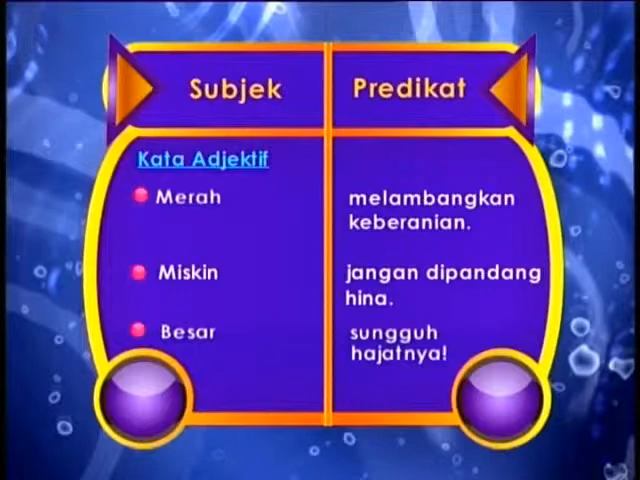 Subjek Predikat
Kata Adjektif
Merah melambangkan
keberanian.
Miskin jangan dipandang
hina.
Besar sungguh
hajatnya!